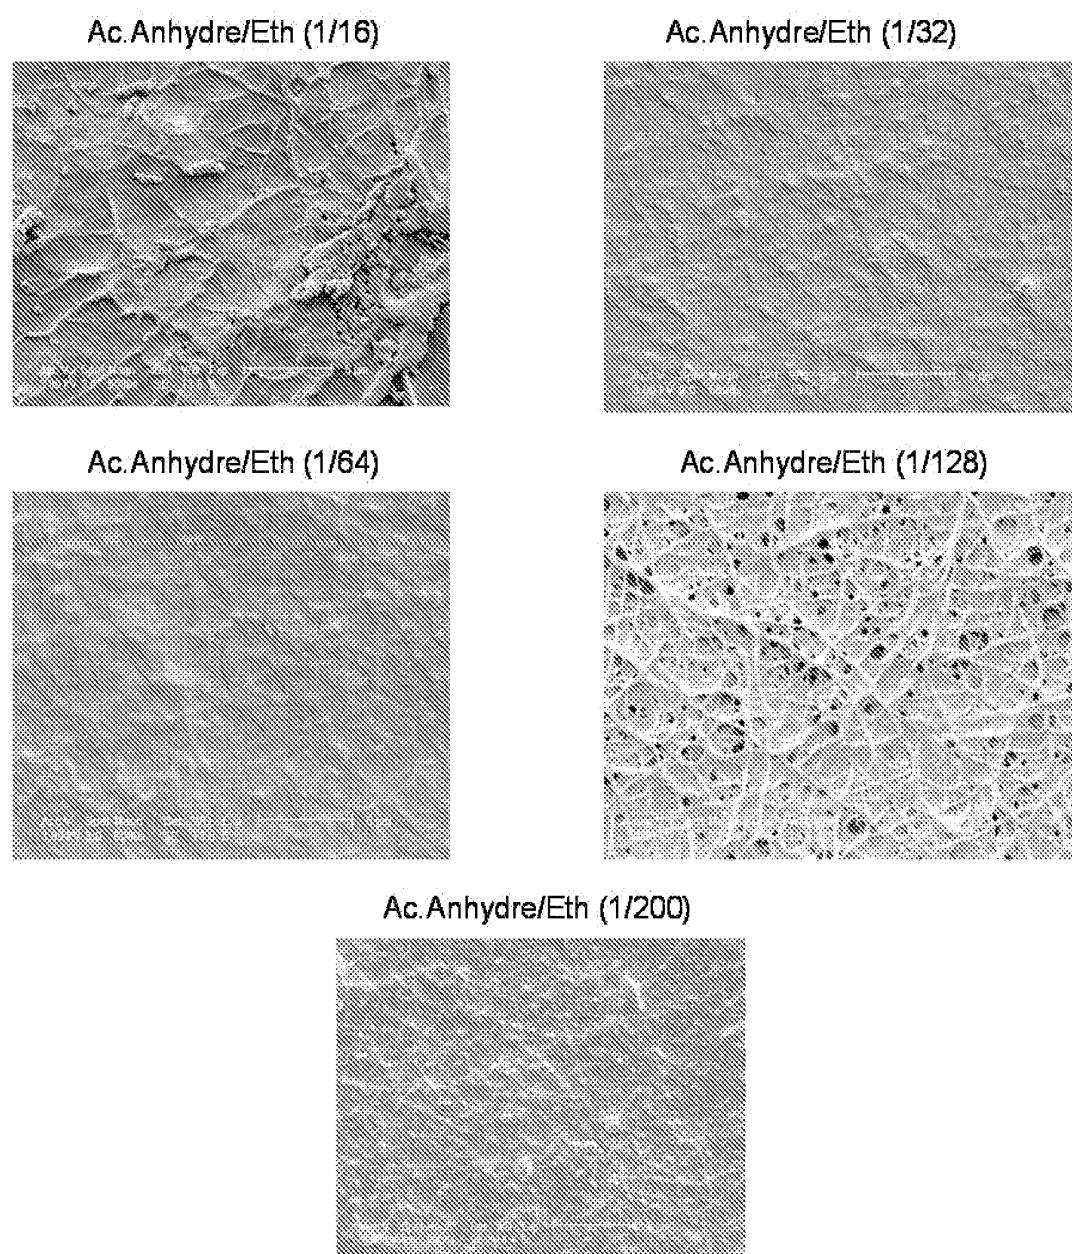 Ac.Anhydre/Eth (1/16)
Ac.Anhydre/Eth (1/32)
Ac.Anhydre/Eth (1/64)
Ac.Anhydre/Eth (1/128)
Ac.Anhydre/Eth (1/200)